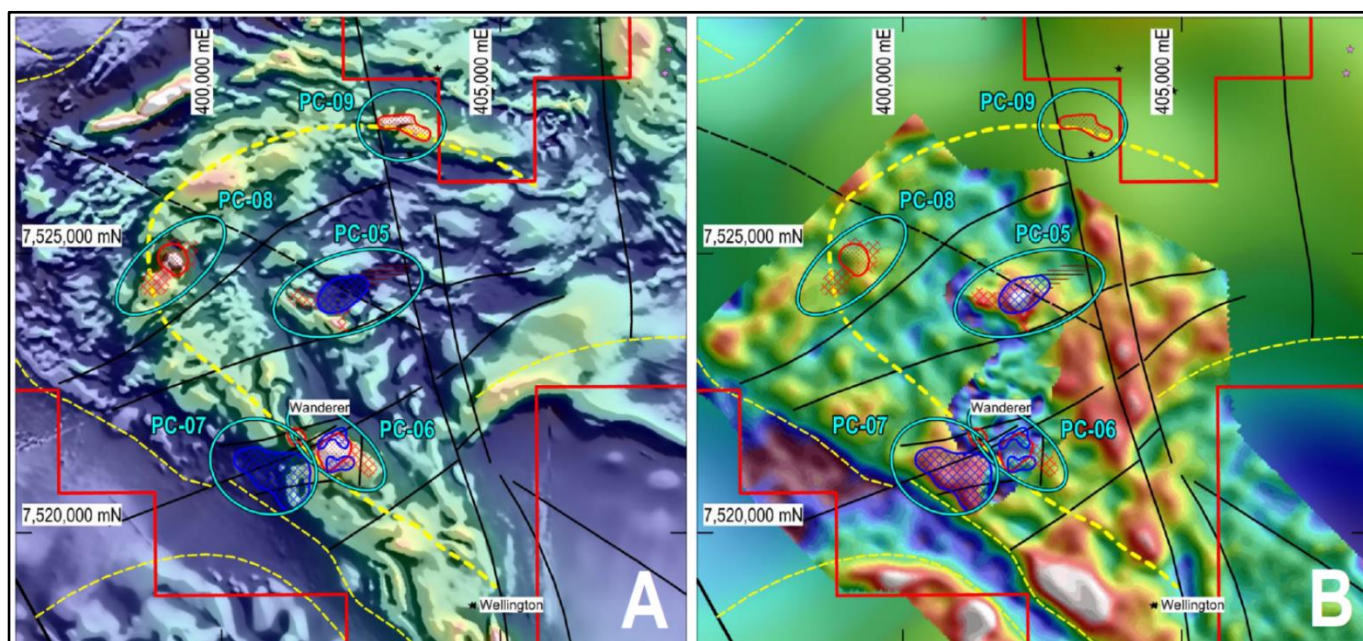 400,000 mE
405,000 mE
PC-09
PC-08
7,525,000 mN
PC-05
Wanderer
PC-07
PC-06
7,520,000 mN
Wellington
A
400,000 mE
405,000 mE
PC-09
PC-08
7,525,000 mN
PC-05
Wanderer
PC-07
PC-06
7,520,000 mN
Wellington
B